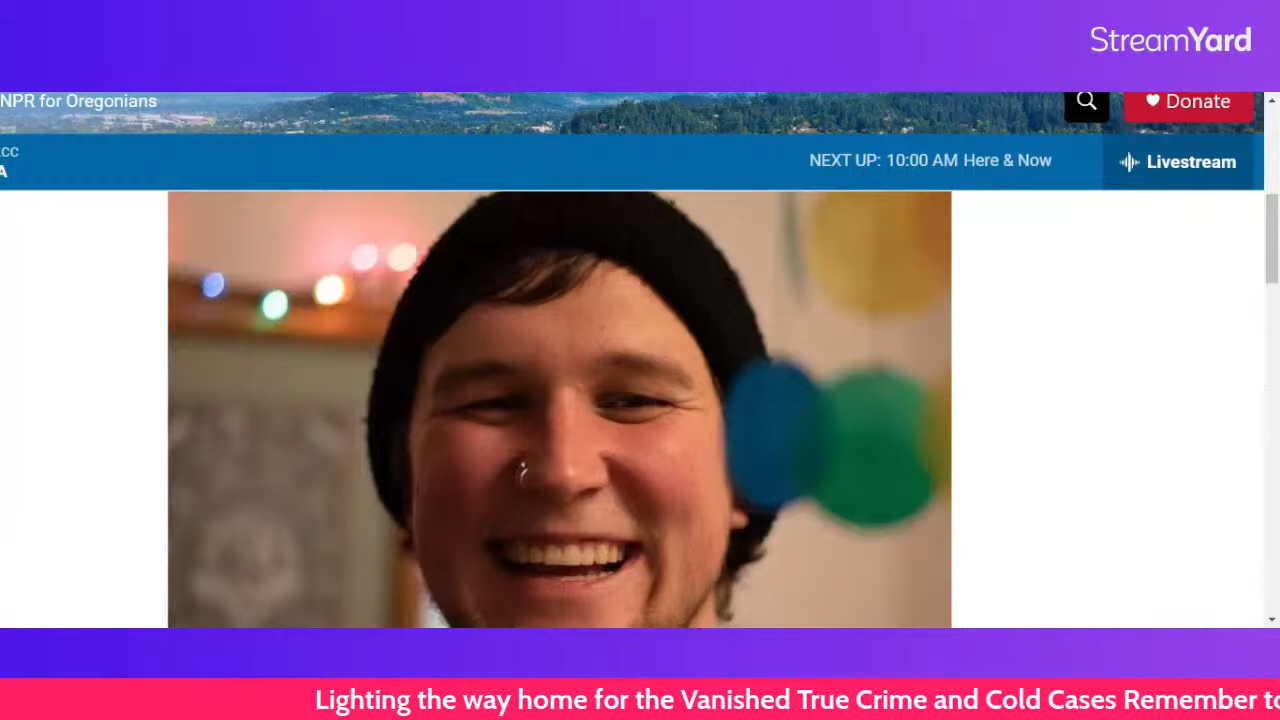 StreamYard
NPR for Oregonians
Donate
CC
NEXT UP: 10:00 AM Here & Now
Livestream
A
Lighting the way home for the Vanished True Crime and Cold Cases Remember to